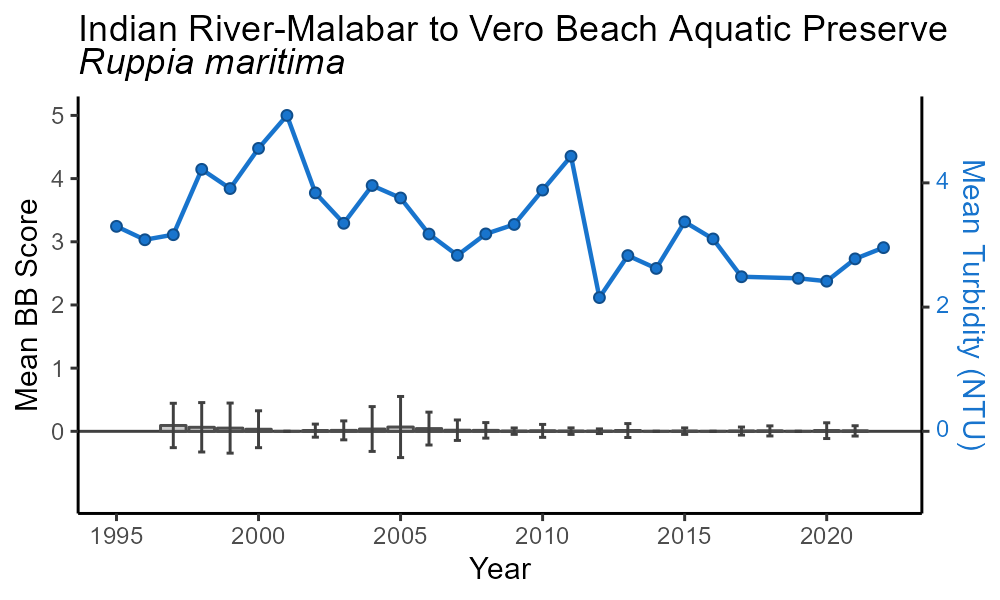 Indian River-Malabar to Vero Beach Aquatic Preserve
Ruppia maritima
Mean BB Score
5
4
3
2
1
0
4
2
0
Mean Turbidity (NTU)
1995 2000 2005 2010 2015 2020
Year